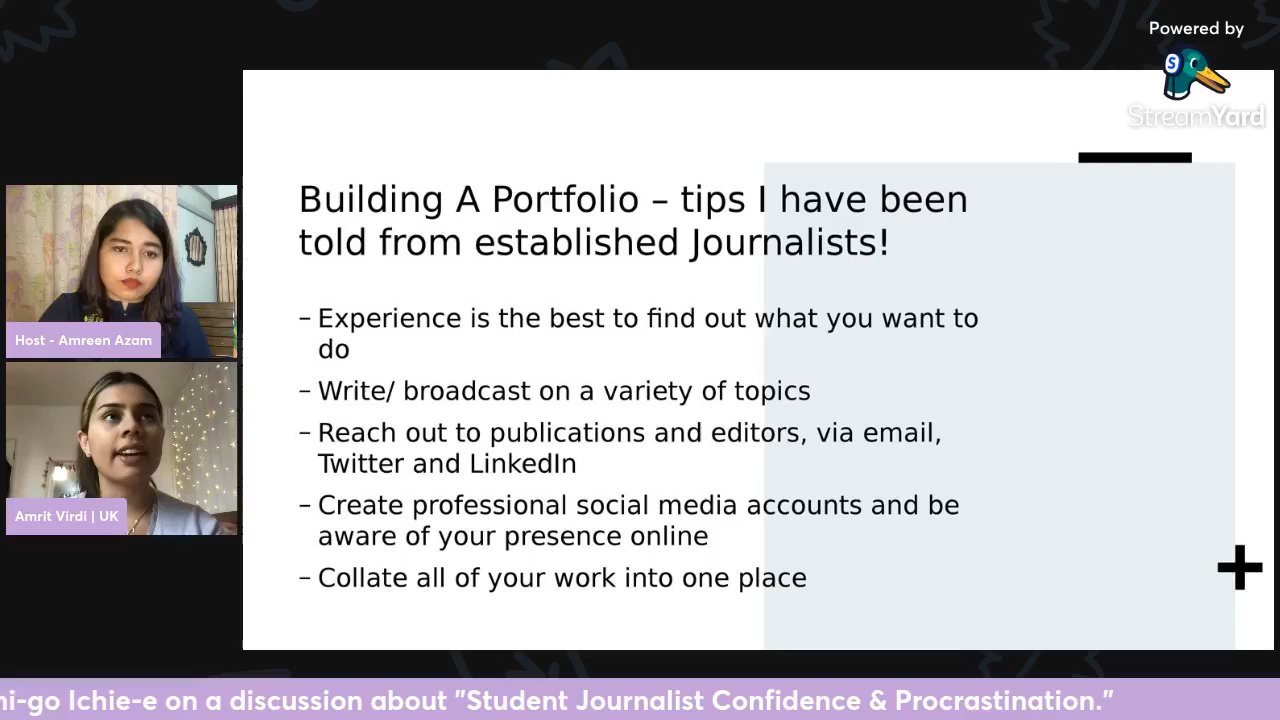 Powered by
S
StreamYard
Building A Portfolio – tips I have been
told from established Journalists!
– Experience is the best to find out what you want to
do
– Write/ broadcast on a variety of topics
– Reach out to publications and editors, via email,
Twitter and LinkedIn
– Create professional social media accounts and be
aware of your presence online
– Collate all of your work into one place
Host - Amreen Azam
Amrit Virdi | UK
-go Ichie-e on a discussion about "Student Journalist Confidence & Procrastination."